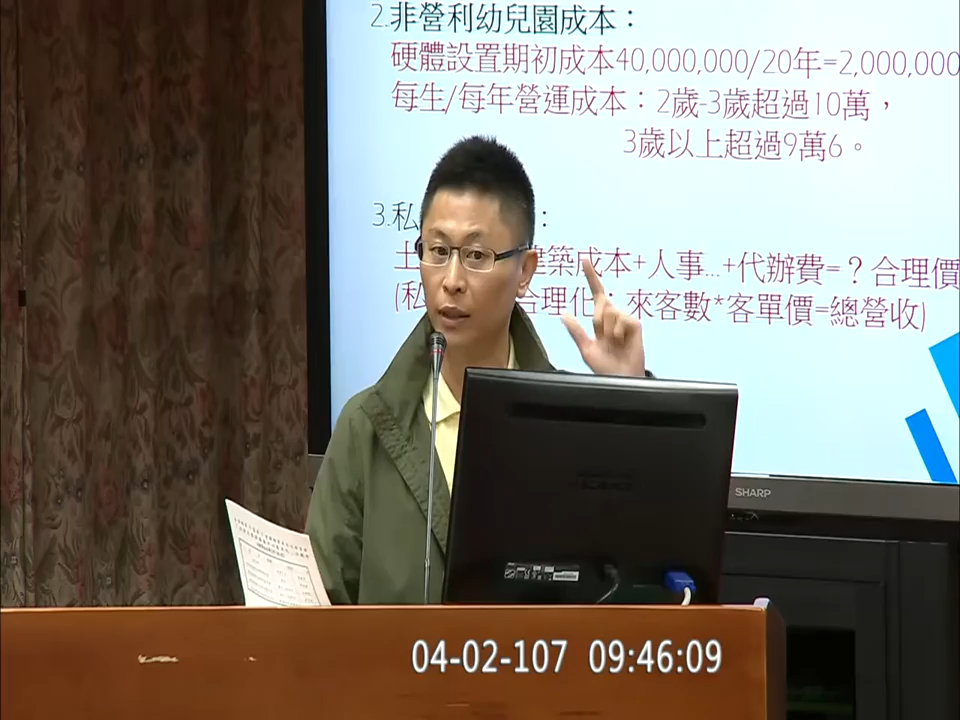 2.非營利幼兒園成本：
硬體設置期初成本40,000,000/20年=2,000,000
每生/每年營運成本：2歲-3歲超過10萬，
3歲以上超過9萬6。
3.私
：
土
建築成本+人事...+代辦費=？合理價
(私
合理化：來客數*客單價=總營收)
SHARP
04-02-107 09:46:09